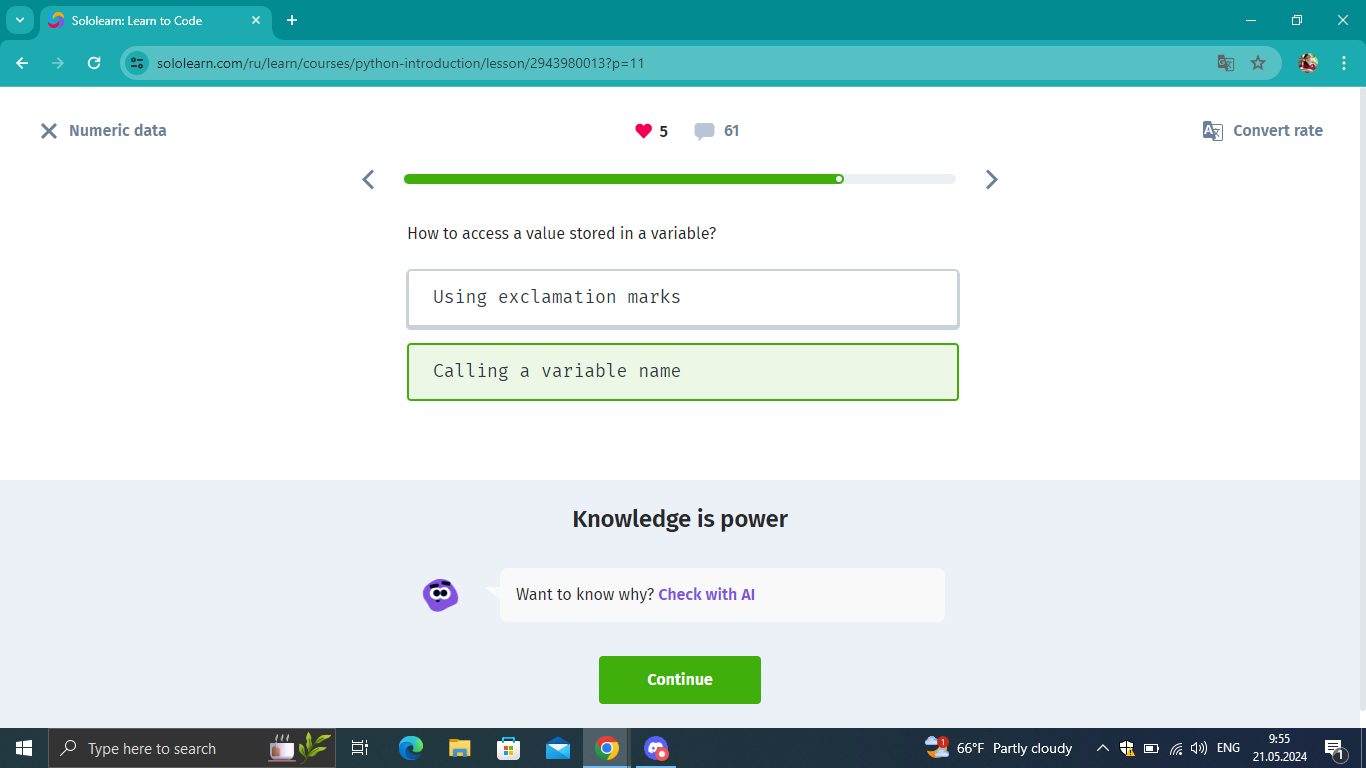 Sololearn: Learn to Code
sololearn.com/ru/learn/courses/python-introduction/lesson/2943980013?p=11
Numeric data
5
61
Convert rate
How to access a value stored in a variable?
Using exclamation marks
Calling a variable name
Knowledge is power
Want to know why? Check with AI
Continue
Type here to search
1
66°F Partly cloudy
ENG
9:55
21.05.2024
1